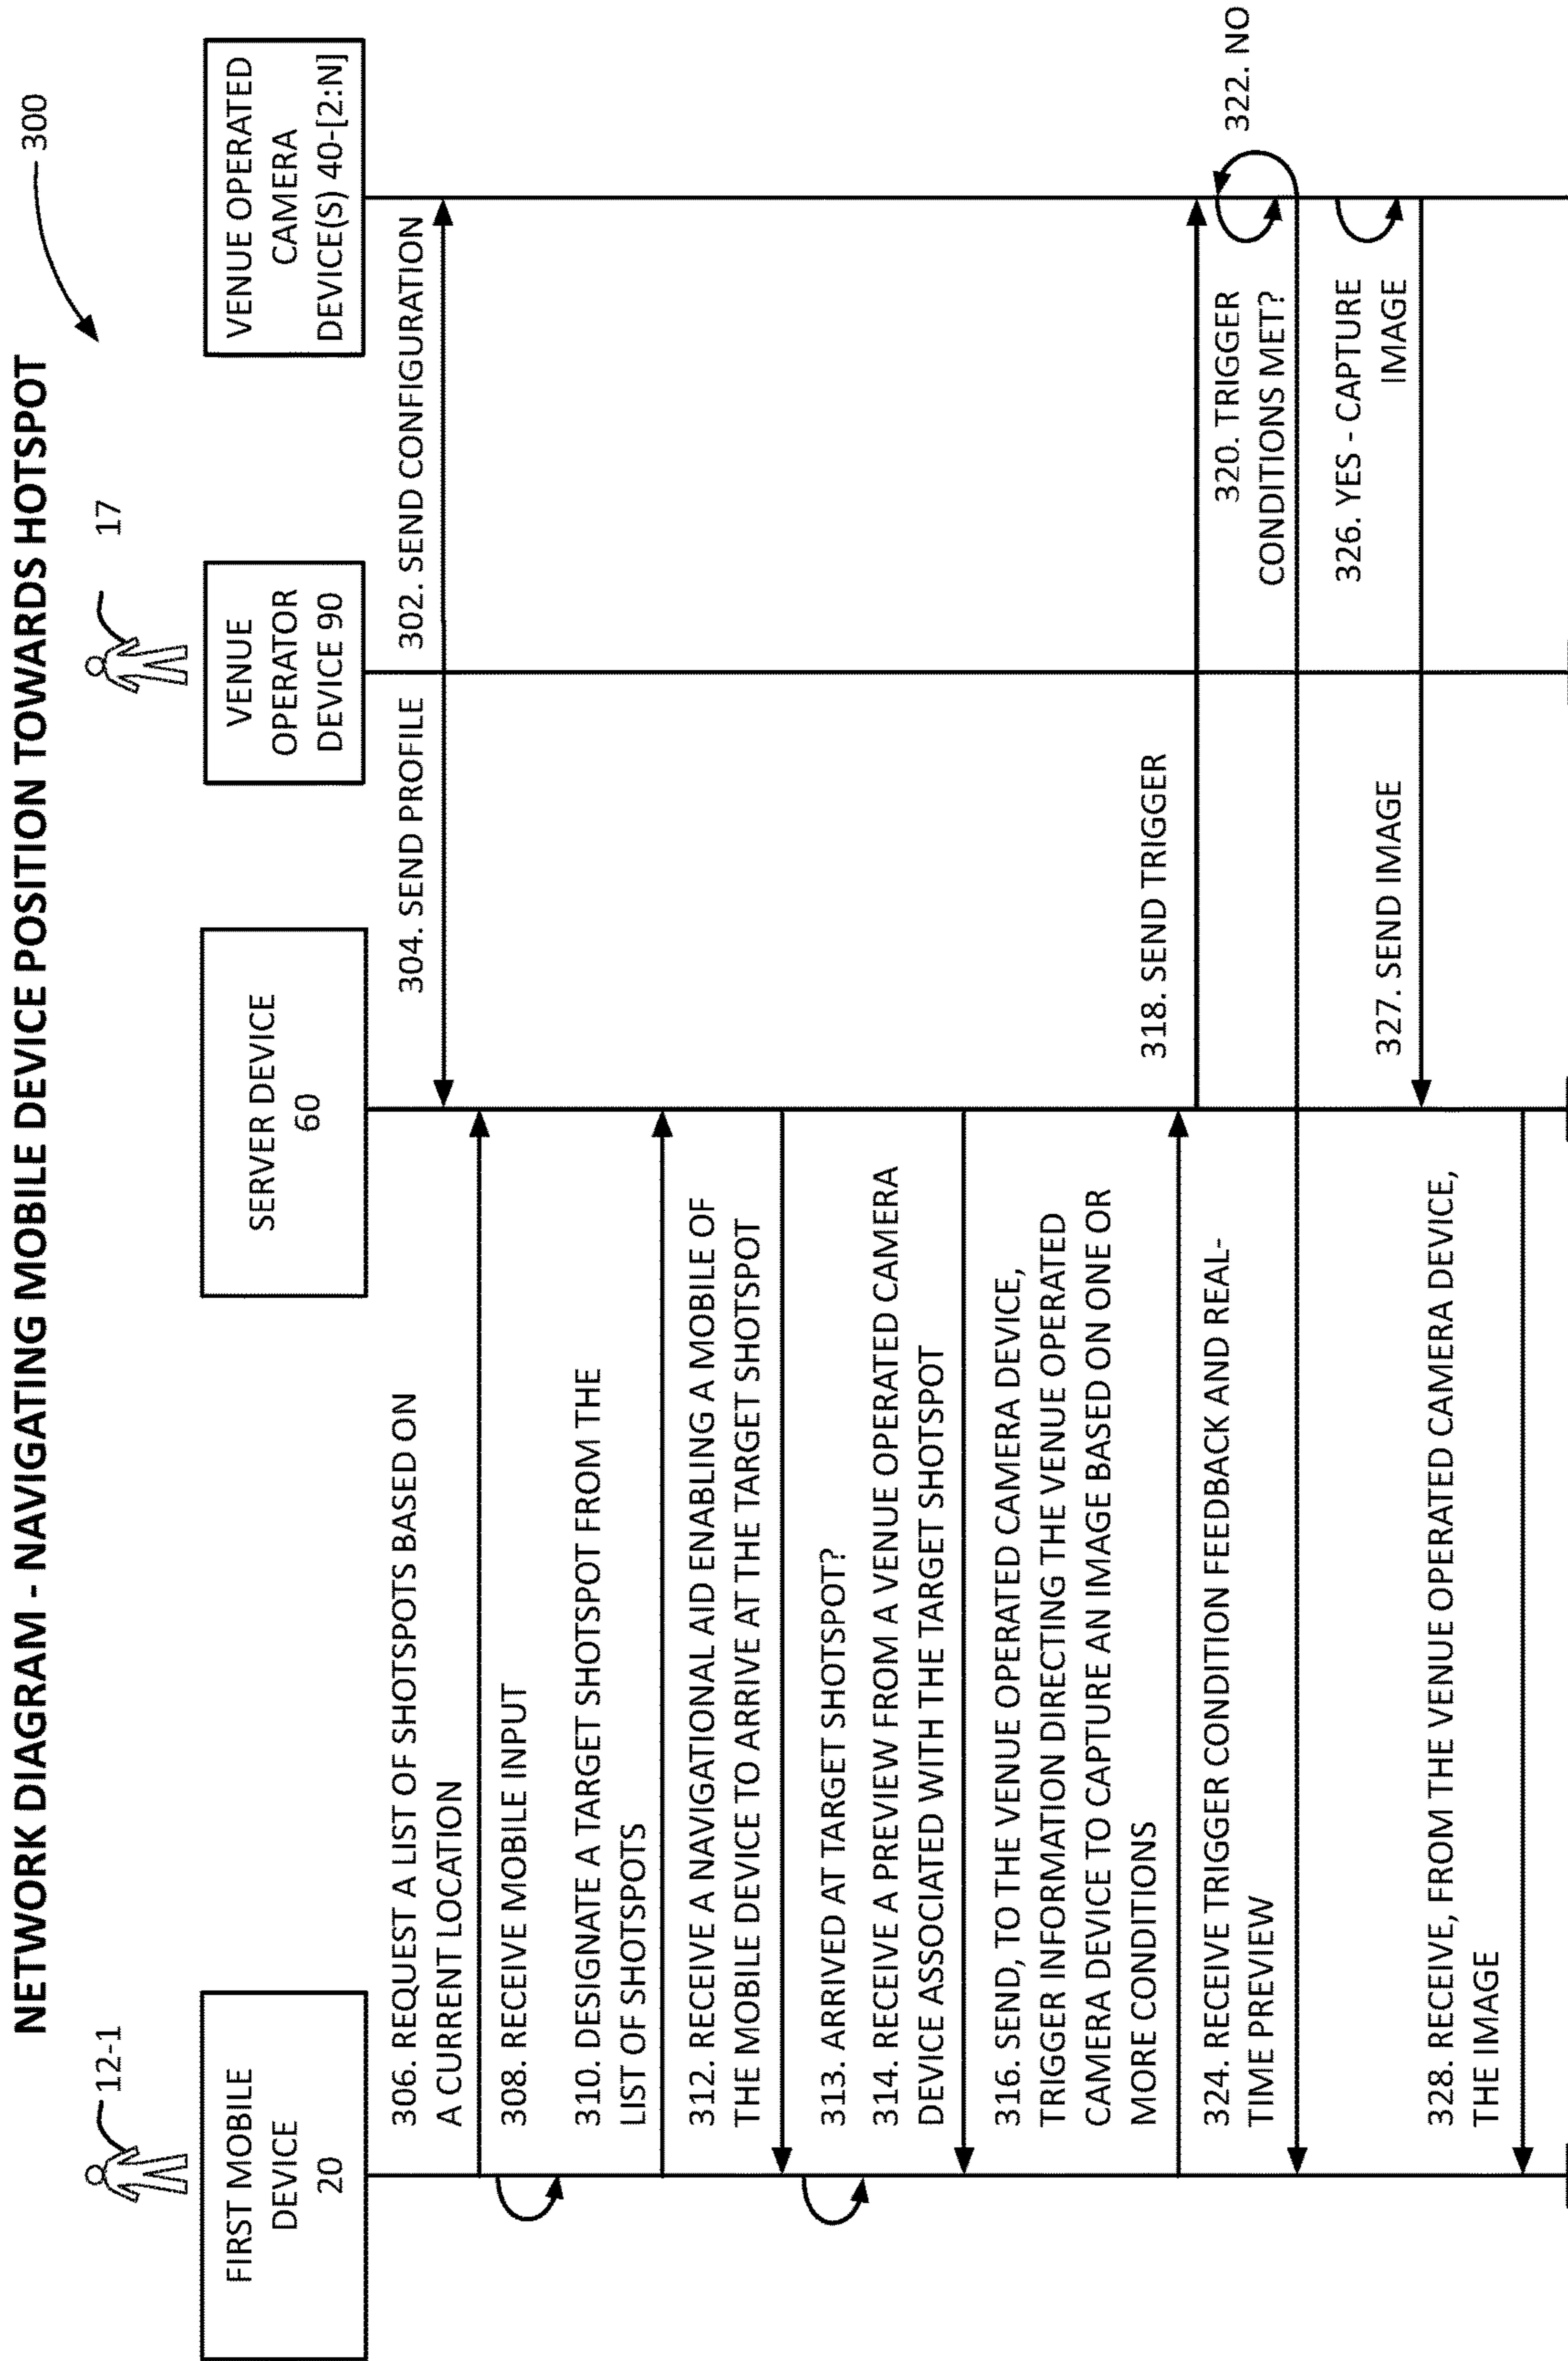 NETWORK DIAGRAM - NAVIGATING MOBILE DEVICE POSITION TOWARDS HOTSPOT
300
12-1
17
FIRST MOBILE
DEVICE
20
SERVER DEVICE
60
VENUE
OPERATOR
DEVICE 90
VENUE OPERATED
CAMERA
DEVICE(S) 40-[2:N]
304. SEND PROFILE
302. SEND CONFIGURATION
306. REQUEST A LIST OF SHOTSPOTS BASED ON
A CURRENT LOCATION
308. RECEIVE MOBILE INPUT
310. DESIGNATE A TARGET SHOTSPOT FROM THE
LIST OF SHOTSPOTS
312. RECEIVE A NAVIGATIONAL AID ENABLING A MOBILE OF
THE MOBILE DEVICE TO ARRIVE AT THE TARGET SHOTSPOT
313. ARRIVED AT TARGET SHOTSPOT?
314. RECEIVE A PREVIEW FROM A VENUE OPERATED CAMERA
DEVICE ASSOCIATED WITH THE TARGET SHOTSPOT
316. SEND, TO THE VENUE OPERATED CAMERA DEVICE,
TRIGGER INFORMATION DIRECTING THE VENUE OPERATED
CAMERA DEVICE TO CAPTURE AN IMAGE BASED ON ONE OR
MORE CONDITIONS
318. SEND TRIGGER
320. TRIGGER
CONDITIONS MET?
322. NO
324. RECEIVE TRIGGER CONDITION FEEDBACK AND REAL-
TIME PREVIEW
326. YES - CAPTURE
IMAGE
327. SEND IMAGE
328. RECEIVE, FROM THE VENUE OPERATED CAMERA DEVICE,
THE IMAGE